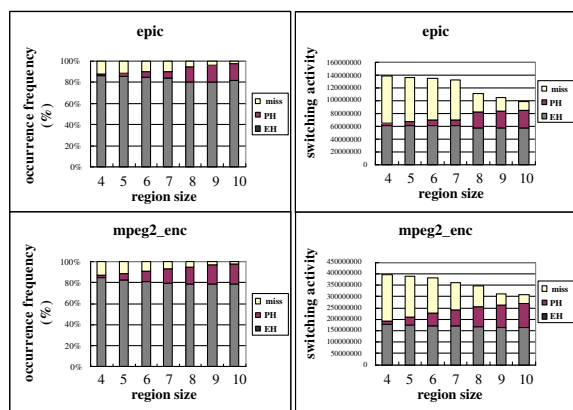 epic
occurrence frequency
(%)
100%
80%
60%
40%
20%
0%
4 5 6 7 8 9 10
region size
miss
PH
EH
epic
switching activity
160000000
140000000
120000000
100000000
80000000
60000000
40000000
20000000
0
4 5 6 7 8 9 10
region size
miss
PH
EH
mpeg2_enc
occurrence frequency
(%)
100%
80%
60%
40%
20%
0%
4 5 6 7 8 9 10
region size
miss
PH
EH
mpeg2_enc
switching activity
450000000
400000000
350000000
300000000
250000000
200000000
150000000
100000000
50000000
0
4 5 6 7 8 9 10
region size
miss
PH
EH